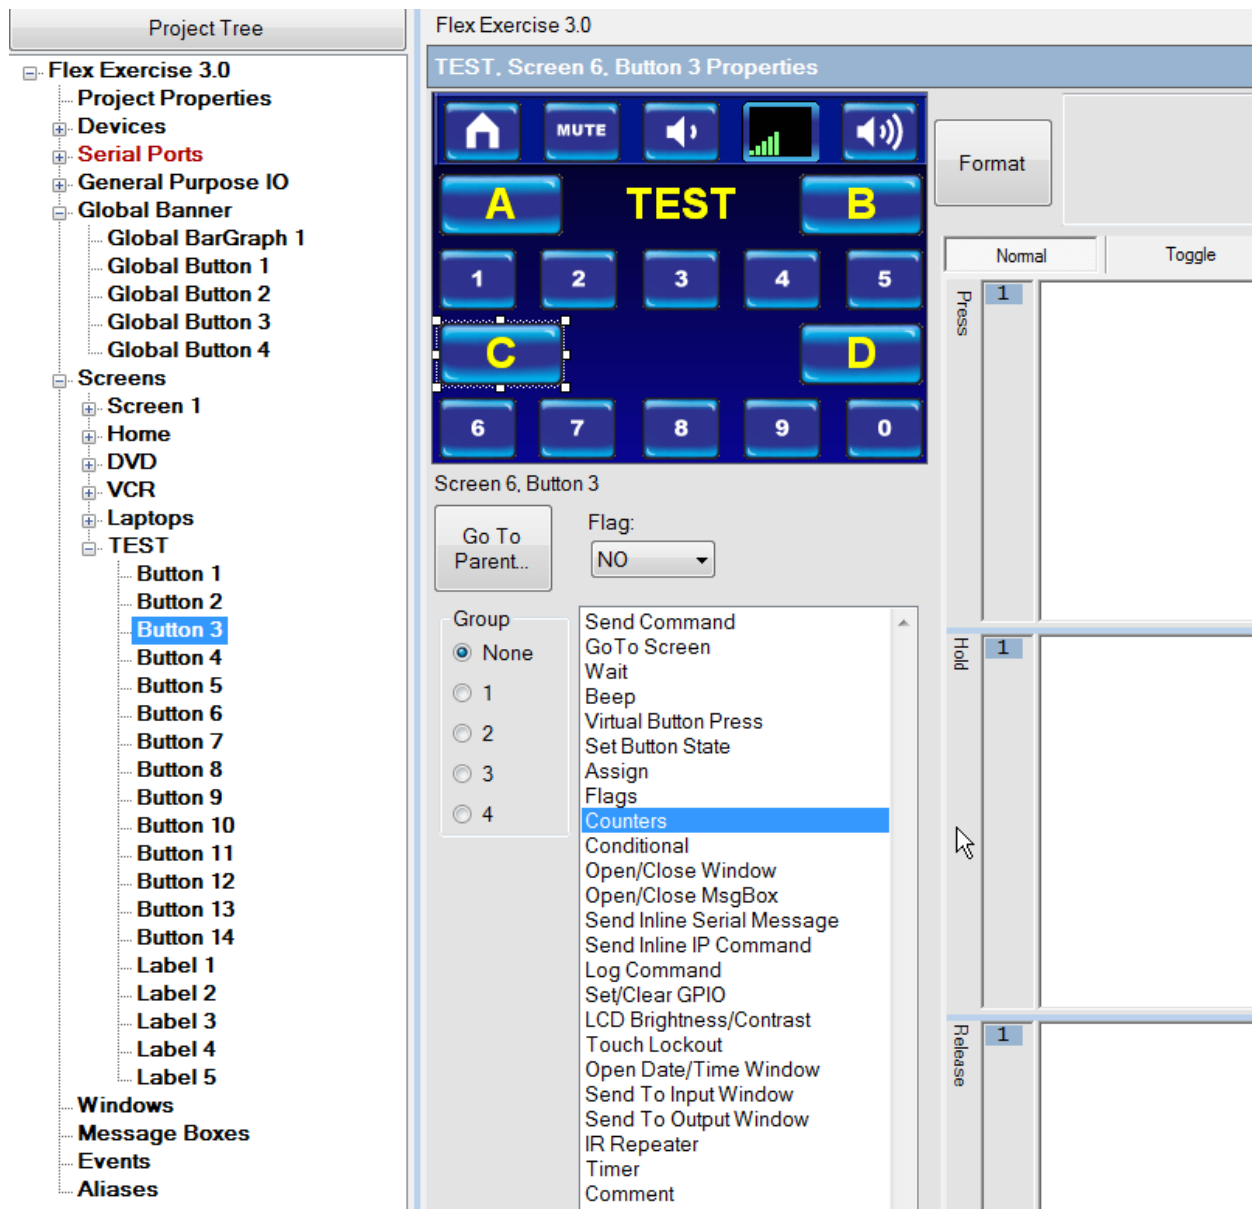 Project Tree
Flex Exercise 3.0
Project Properties
Devices
Serial Ports
General Purpose IO
Global Banner
Global BarGraph 1
Global Button 1
Global Button 2
Global Button 3
Global Button 4
Screens
Screen 1
Home
DVD
VCR
Laptops
TEST
Button 1
Button 2
Button 3
Button 4
Button 5
Button 6
Button 7
Button 8
Button 9
Button 10
Button 11
Button 12
Button 13
Button 14
Label 1
Label 2
Label 3
Label 4
Label 5
Windows
Message Boxes
Events
Aliases
Flex Exercise 3.0
TEST, Screen 6, Button 3 Properties
MUTE
A TEST B
1 2 3 4 5
C D
6 7 8 9 0
Screen 6, Button 3
Go To
Parent...
Flag:
NO
Group
None
1
2
3
4
Send Command
GoTo Screen
Wait
Beep
Virtual Button Press
Set Button State
Assign
Flags
Counters
Conditional
Open/Close Window
Open/Close MsgBox
Send Inline Serial Message
Send Inline IP Command
Log Command
Set/Clear GPIO
LCD Brightness/Contrast
Touch Lockout
Open Date/Time Window
Send To Input Window
Send To Output Window
IR Repeater
Timer
Comment
Format
Normal Toggle
Press 1
Hold 1
Release 1